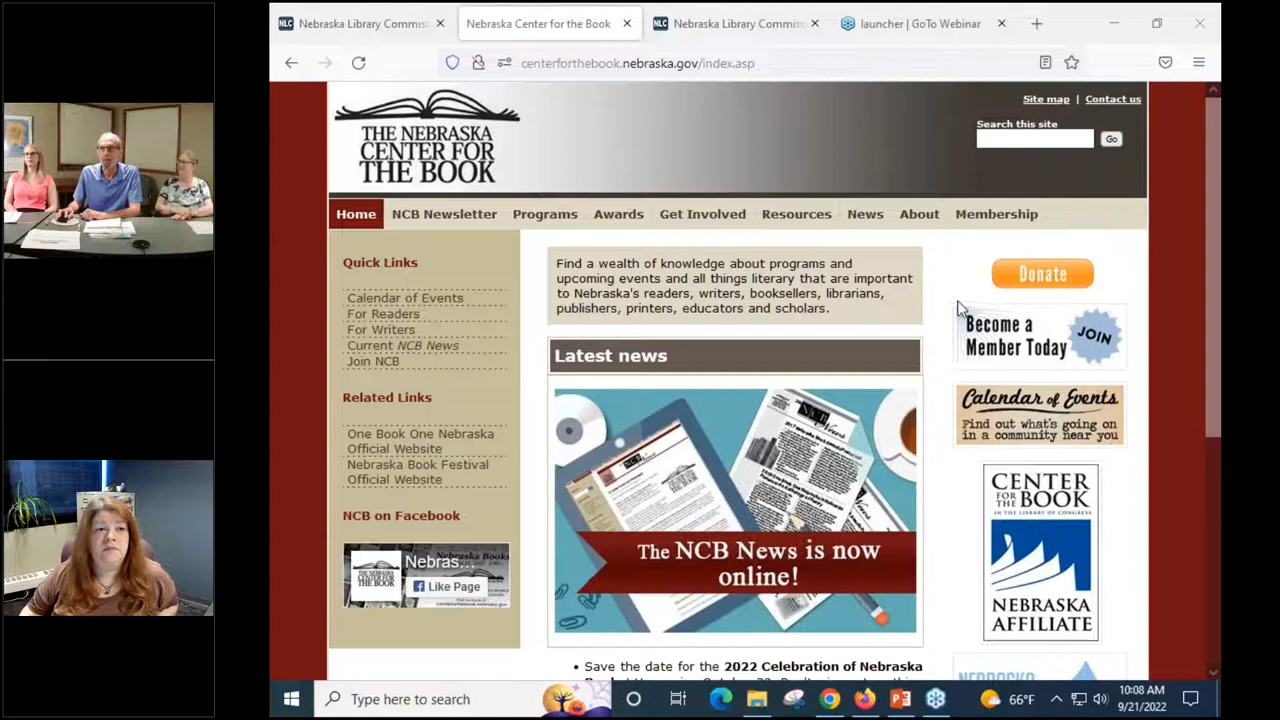 Nebraska Library Commis
Nebraska Center for the Book
Nebraska Library Commis
launcher | GoTo Webinar
centerforthebook.nebraska.gov/index.asp
THE NEBRASKA
CENTER FOR
THE BOOK
Site map | Contact us
Search this site
Go
Home NCB Newsletter Programs Awards Get Involved Resources News About Membership
Quick Links
Calendar of Events
For Readers
For Writers
Current NCB News
Join NCB
Related Links
One Book One Nebraska
Official Website
Nebraska Book Festival
Official Website
NCB on Facebook
Nebras...
Like Page
Find a wealth of knowledge about programs and
upcoming events and all things literary that are important
to Nebraska's readers, writers, booksellers, librarians,
publishers, printers, educators and scholars.
Latest news
The NCB News is now
online!
Save the date for the 2022 Celebration of Nebraska
Donate
Become a
Member Today
JOIN
Calendar of Events
Find out what's going on
in a community near you
CENTER
FOR THE BOOK
IN THE LIBRARY OF CONGRESS
NEBRASKA
AFFILIATE
Type here to search
66°F
10:08 AM
9/21/2022